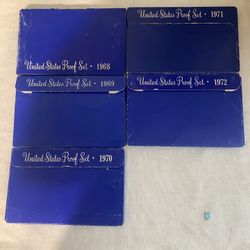 United States Proof Set · 1968
United States Proof Set · 1971
United States Proof Set · 1969
United States Proof Set · 1972
United States Proof Set · 1970